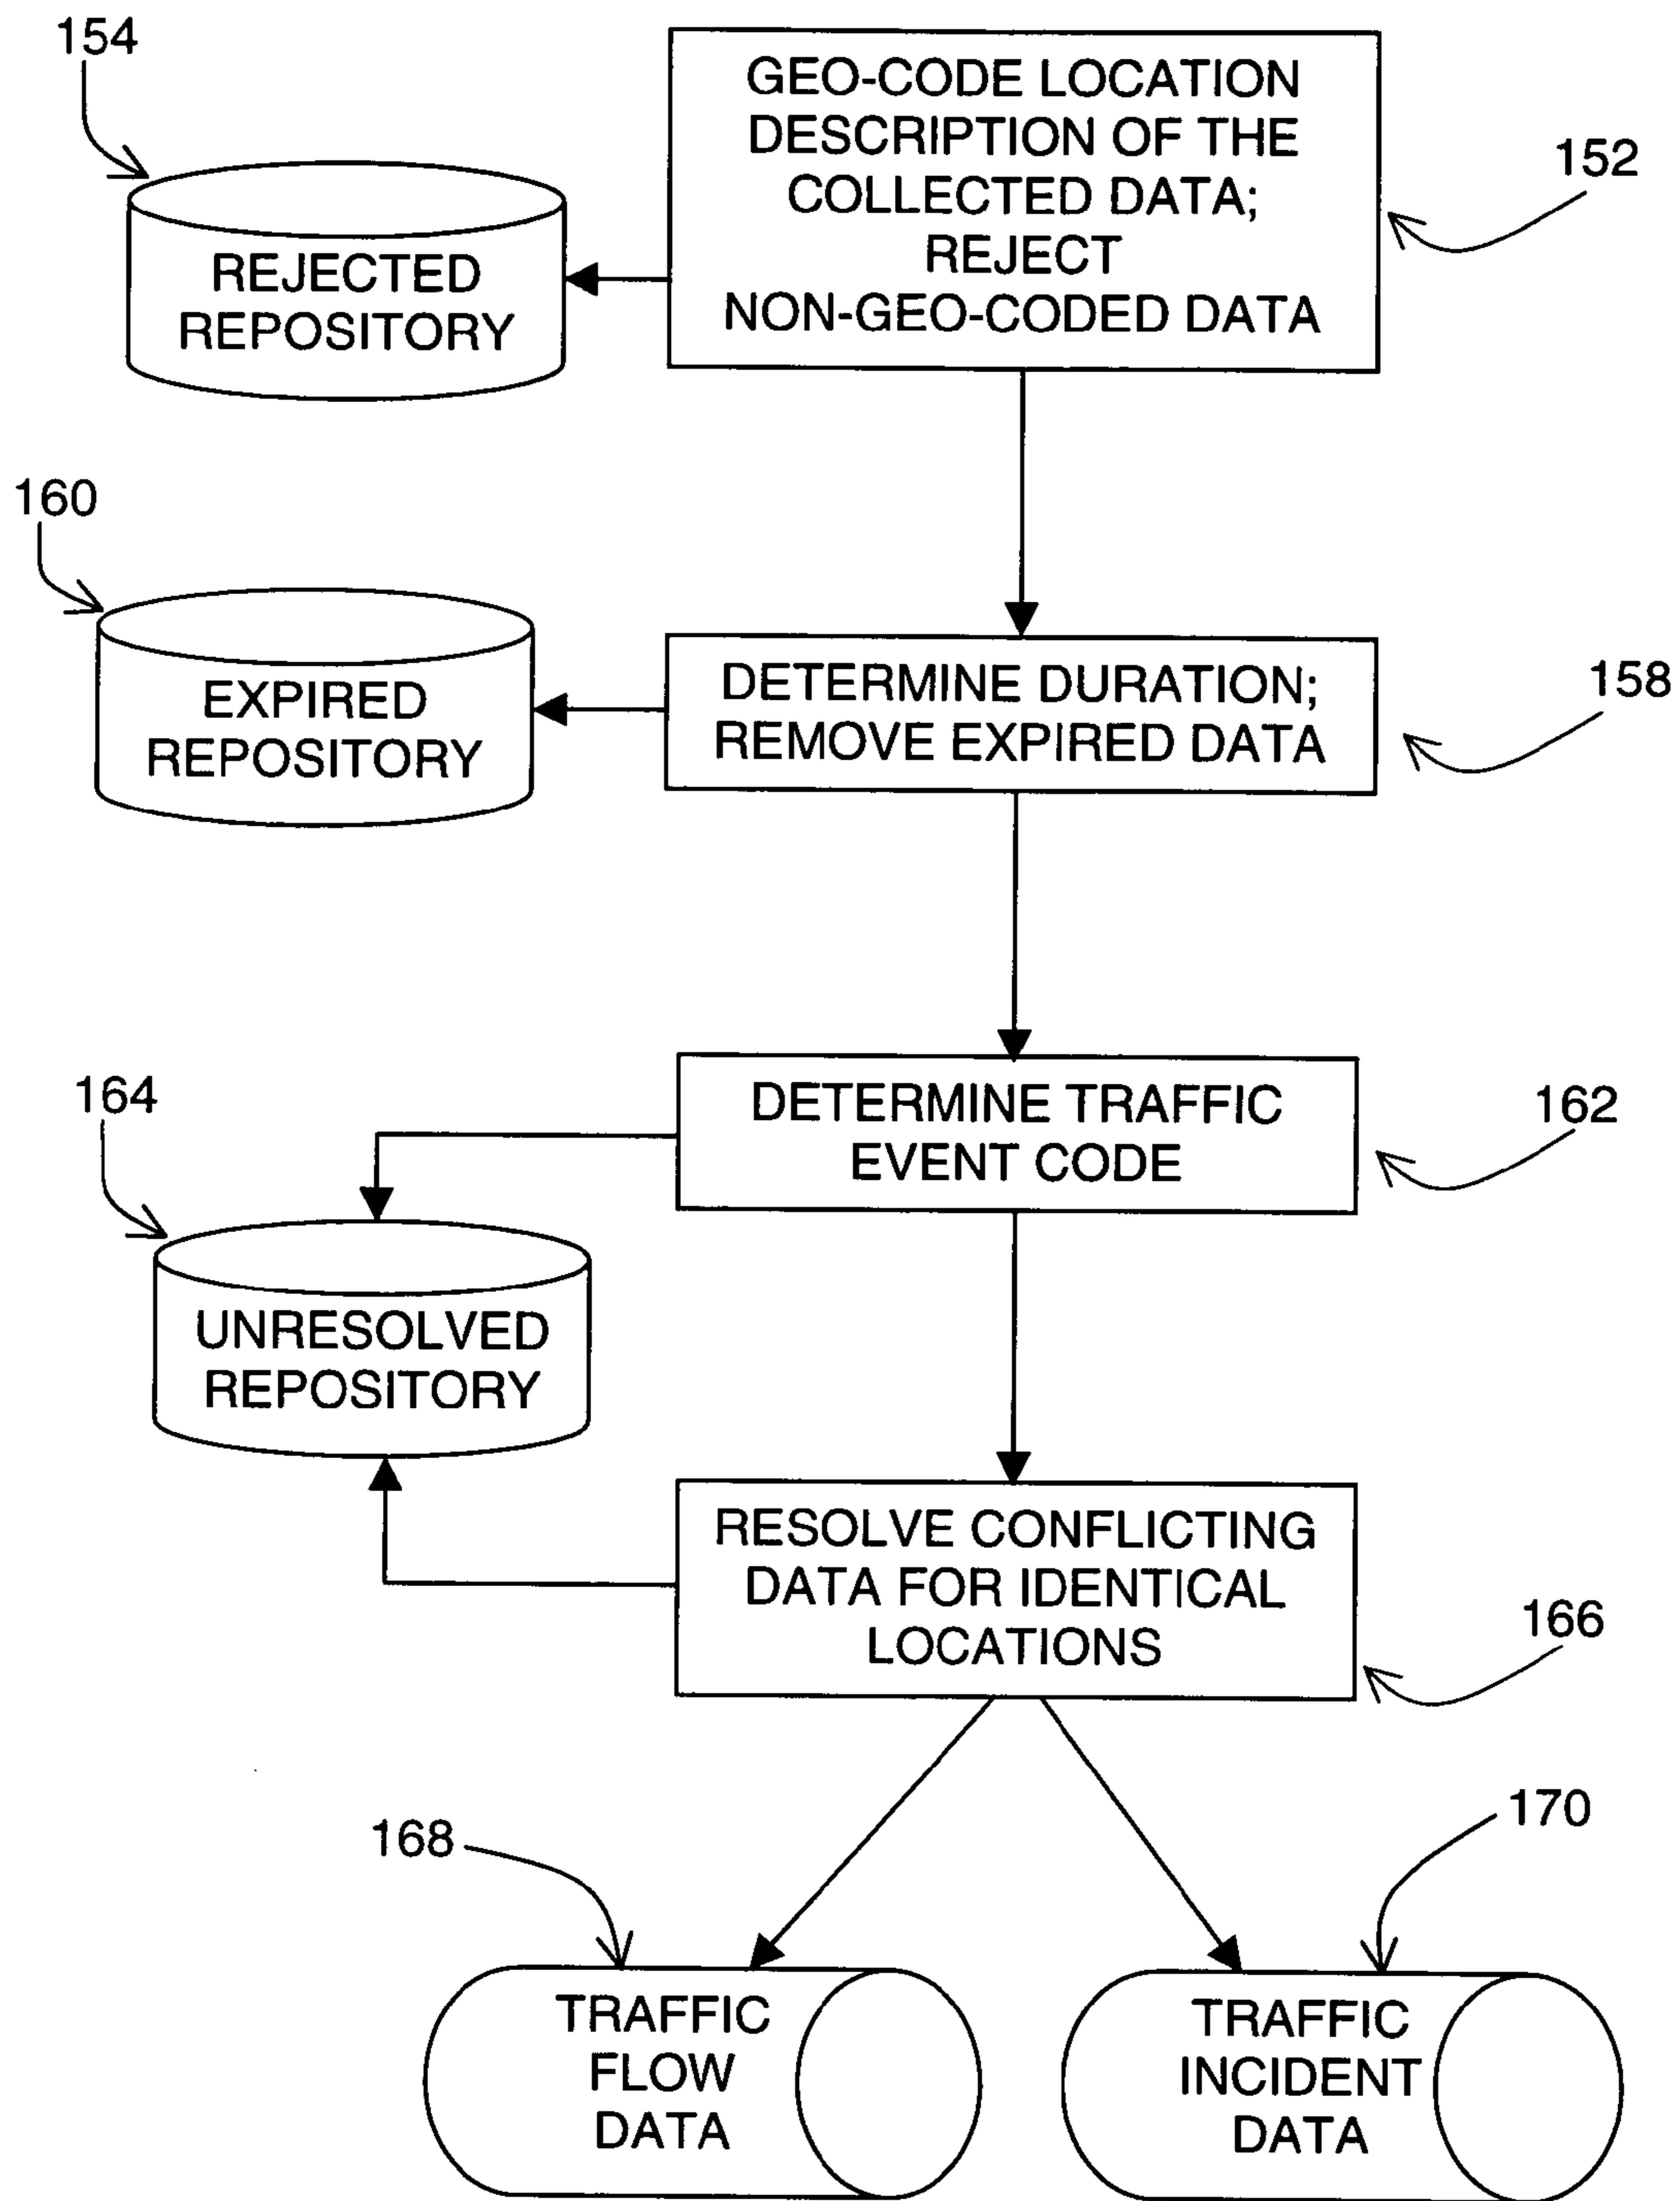 154
GEO-CODE LOCATION
DESCRIPTION OF THE
COLLECTED DATA;
REJECT
NON-GEO-CODED DATA
152
REJECTED
REPOSITORY
160
EXPIRED
REPOSITORY
DETERMINE DURATION;
REMOVE EXPIRED DATA
158
164
DETERMINE TRAFFIC
EVENT CODE
162
UNRESOLVED
REPOSITORY
RESOLVE CONFLICTING
DATA FOR IDENTICAL
LOCATIONS
166
168
170
TRAFFIC
FLOW
DATA
TRAFFIC
INCIDENT
DATA